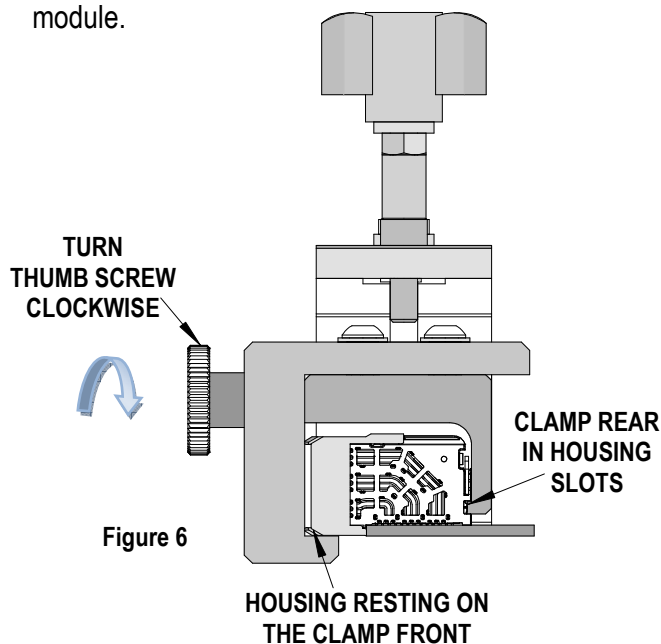 module.
TURN
THUMB SCREW
CLOCKWISE
CLAMP REAR
IN HOUSING
SLOTS
Figure 6
HOUSING RESTING ON
THE CLAMP FRONT